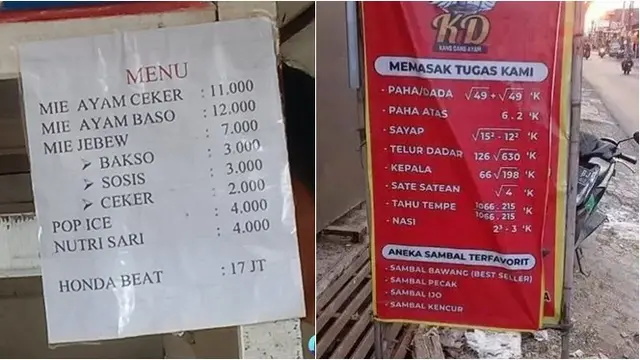 MENU
MIE AYAM CEKER : 11.000
MIE AYAM BASO : 12.000
MIE JEBEW : 7.000
➤ BAKSO : 3.000
➤ SOSIS : 3.000
➤ CEKER : 2.000
POP ICE : 4.000
NUTRI SARI : 4.000
HONDA BEAT : 17 JT
KD
KANG DANG AYAM
MEMASAK TUGAS KAMI
- PAHA/DADA √49 + √49 'K
- PAHA ATAS 6 . 2 'K
- SAYAP √15² - 12² 'K
- TELUR DADAR 126 √630 'K
- KEPALA 66 √198 'K
- SATE SATEAN √4 'K
- TAHU TEMPE 1066 . 215 'K
1066 . 215
- NASI 2³ - 3 'K
ANEKA SAMBAL TERFAVORIT
- SAMBAL BAWANG (BEST SELLER)
- SAMBAL PECAK
- SAMBAL IJO
- SAMBAL KENCUR